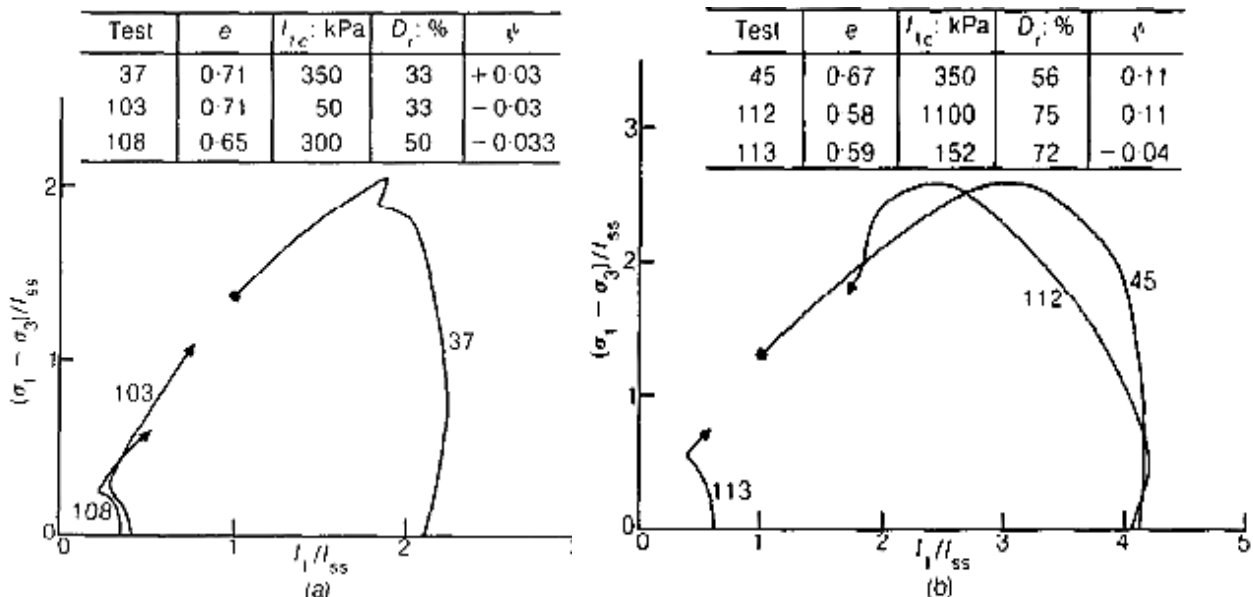 Test e I₁c: kPa Dᵣ: % ψ
37 0·71 350 33 +0·03
103 0·71 50 33 −0·03
108 0·65 300 50 −0·033
2
1
0
(σ₁ − σ₃)/Iss
37
103
108
0 1 2
I₁/Iss
(a)
Test e I₁c: kPa Dᵣ: % ψ
45 0·67 350 56 0·11
112 0·58 1100 75 0·11
113 0·59 152 72 −0·04
3
2
1
0
(σ₁ − σ₃)/Iss
45
112
113
0 1 2 3 4 5
I₁/Iss
(b)